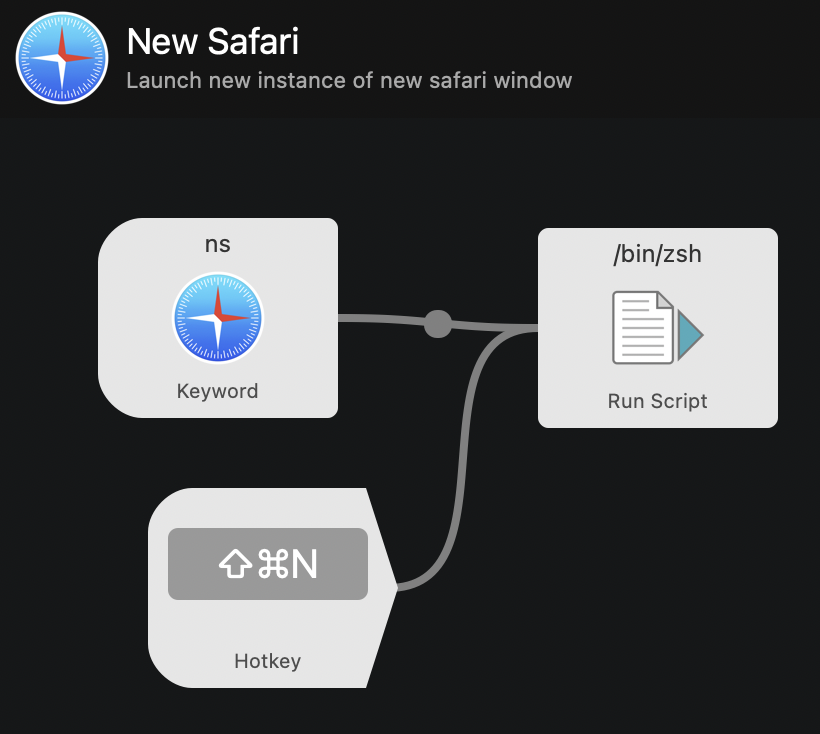 New Safari
Launch new instance of new safari window
ns
Keyword
/bin/zsh
Run Script
⇧⌘N
Hotkey